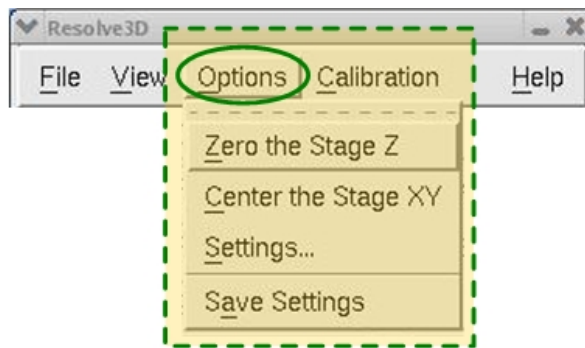 Resolve3D
File View Options Calibration Help
Zero the Stage Z
Center the Stage XY
Settings...
Save Settings